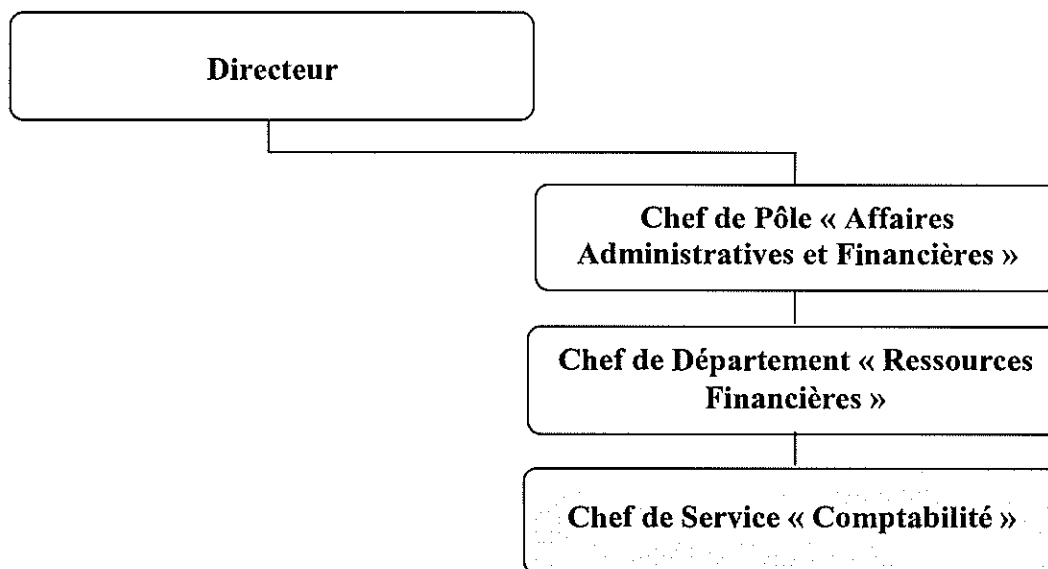 Directeur
Chef de Pôle « Affaires
Administratives et Financières »
Chef de Département « Ressources
Financières »
Chef de Service « Comptabilité »